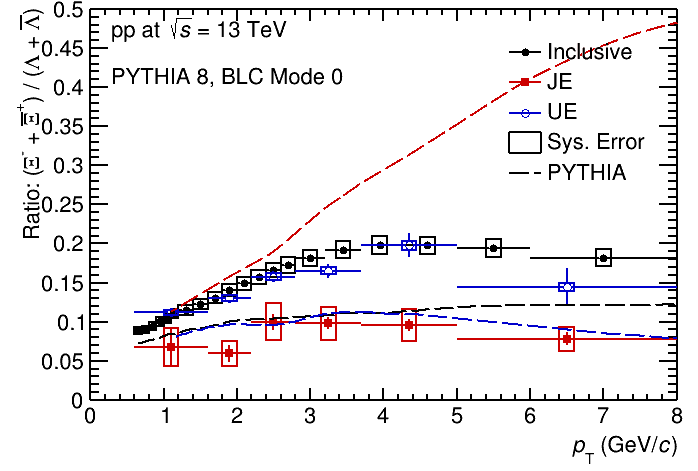 pp at √s = 13 TeV
PYTHIA 8, BLC Mode 0
Inclusive
JE
UE
Sys. Error
PYTHIA
Ratio: (Ξ⁻ + Ξ̅⁺) / (Λ + Λ̅)
0.5
0.45
0.4
0.35
0.3
0.25
0.2
0.15
0.1
0.05
0
0 1 2 3 4 5 6 7 8
p_T (GeV/c)